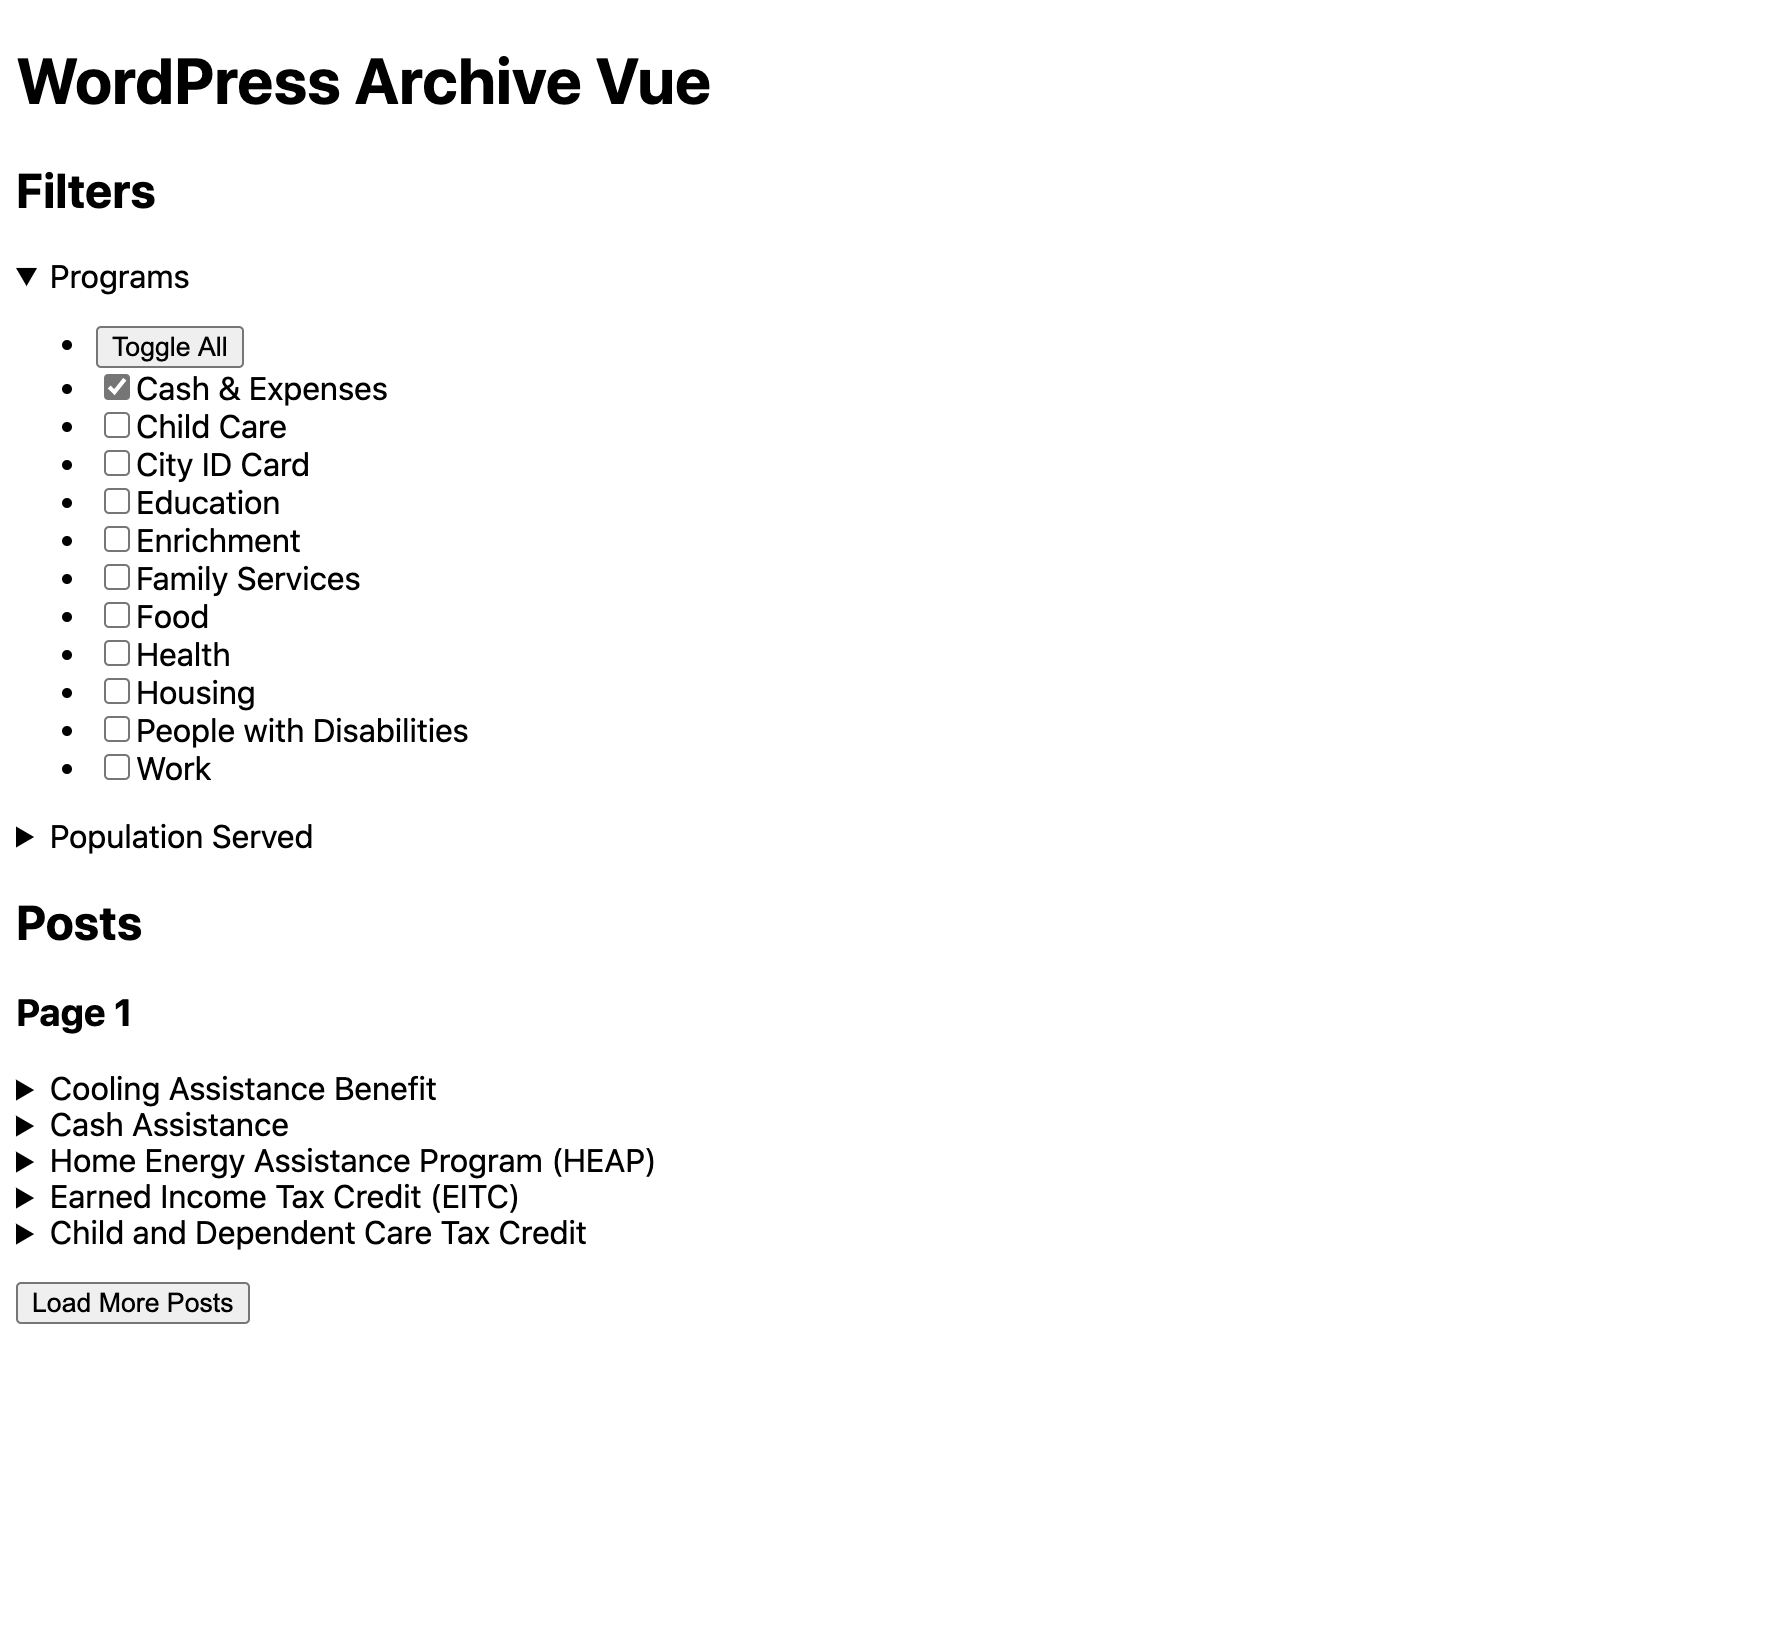 WordPress Archive Vue
Filters
Programs
Toggle All
Cash & Expenses
Child Care
City ID Card
Education
Enrichment
Family Services
Food
Health
Housing
People with Disabilities
Work
Population Served
Posts
Page 1
Cooling Assistance Benefit
Cash Assistance
Home Energy Assistance Program (HEAP)
Earned Income Tax Credit (EITC)
Child and Dependent Care Tax Credit
Load More Posts